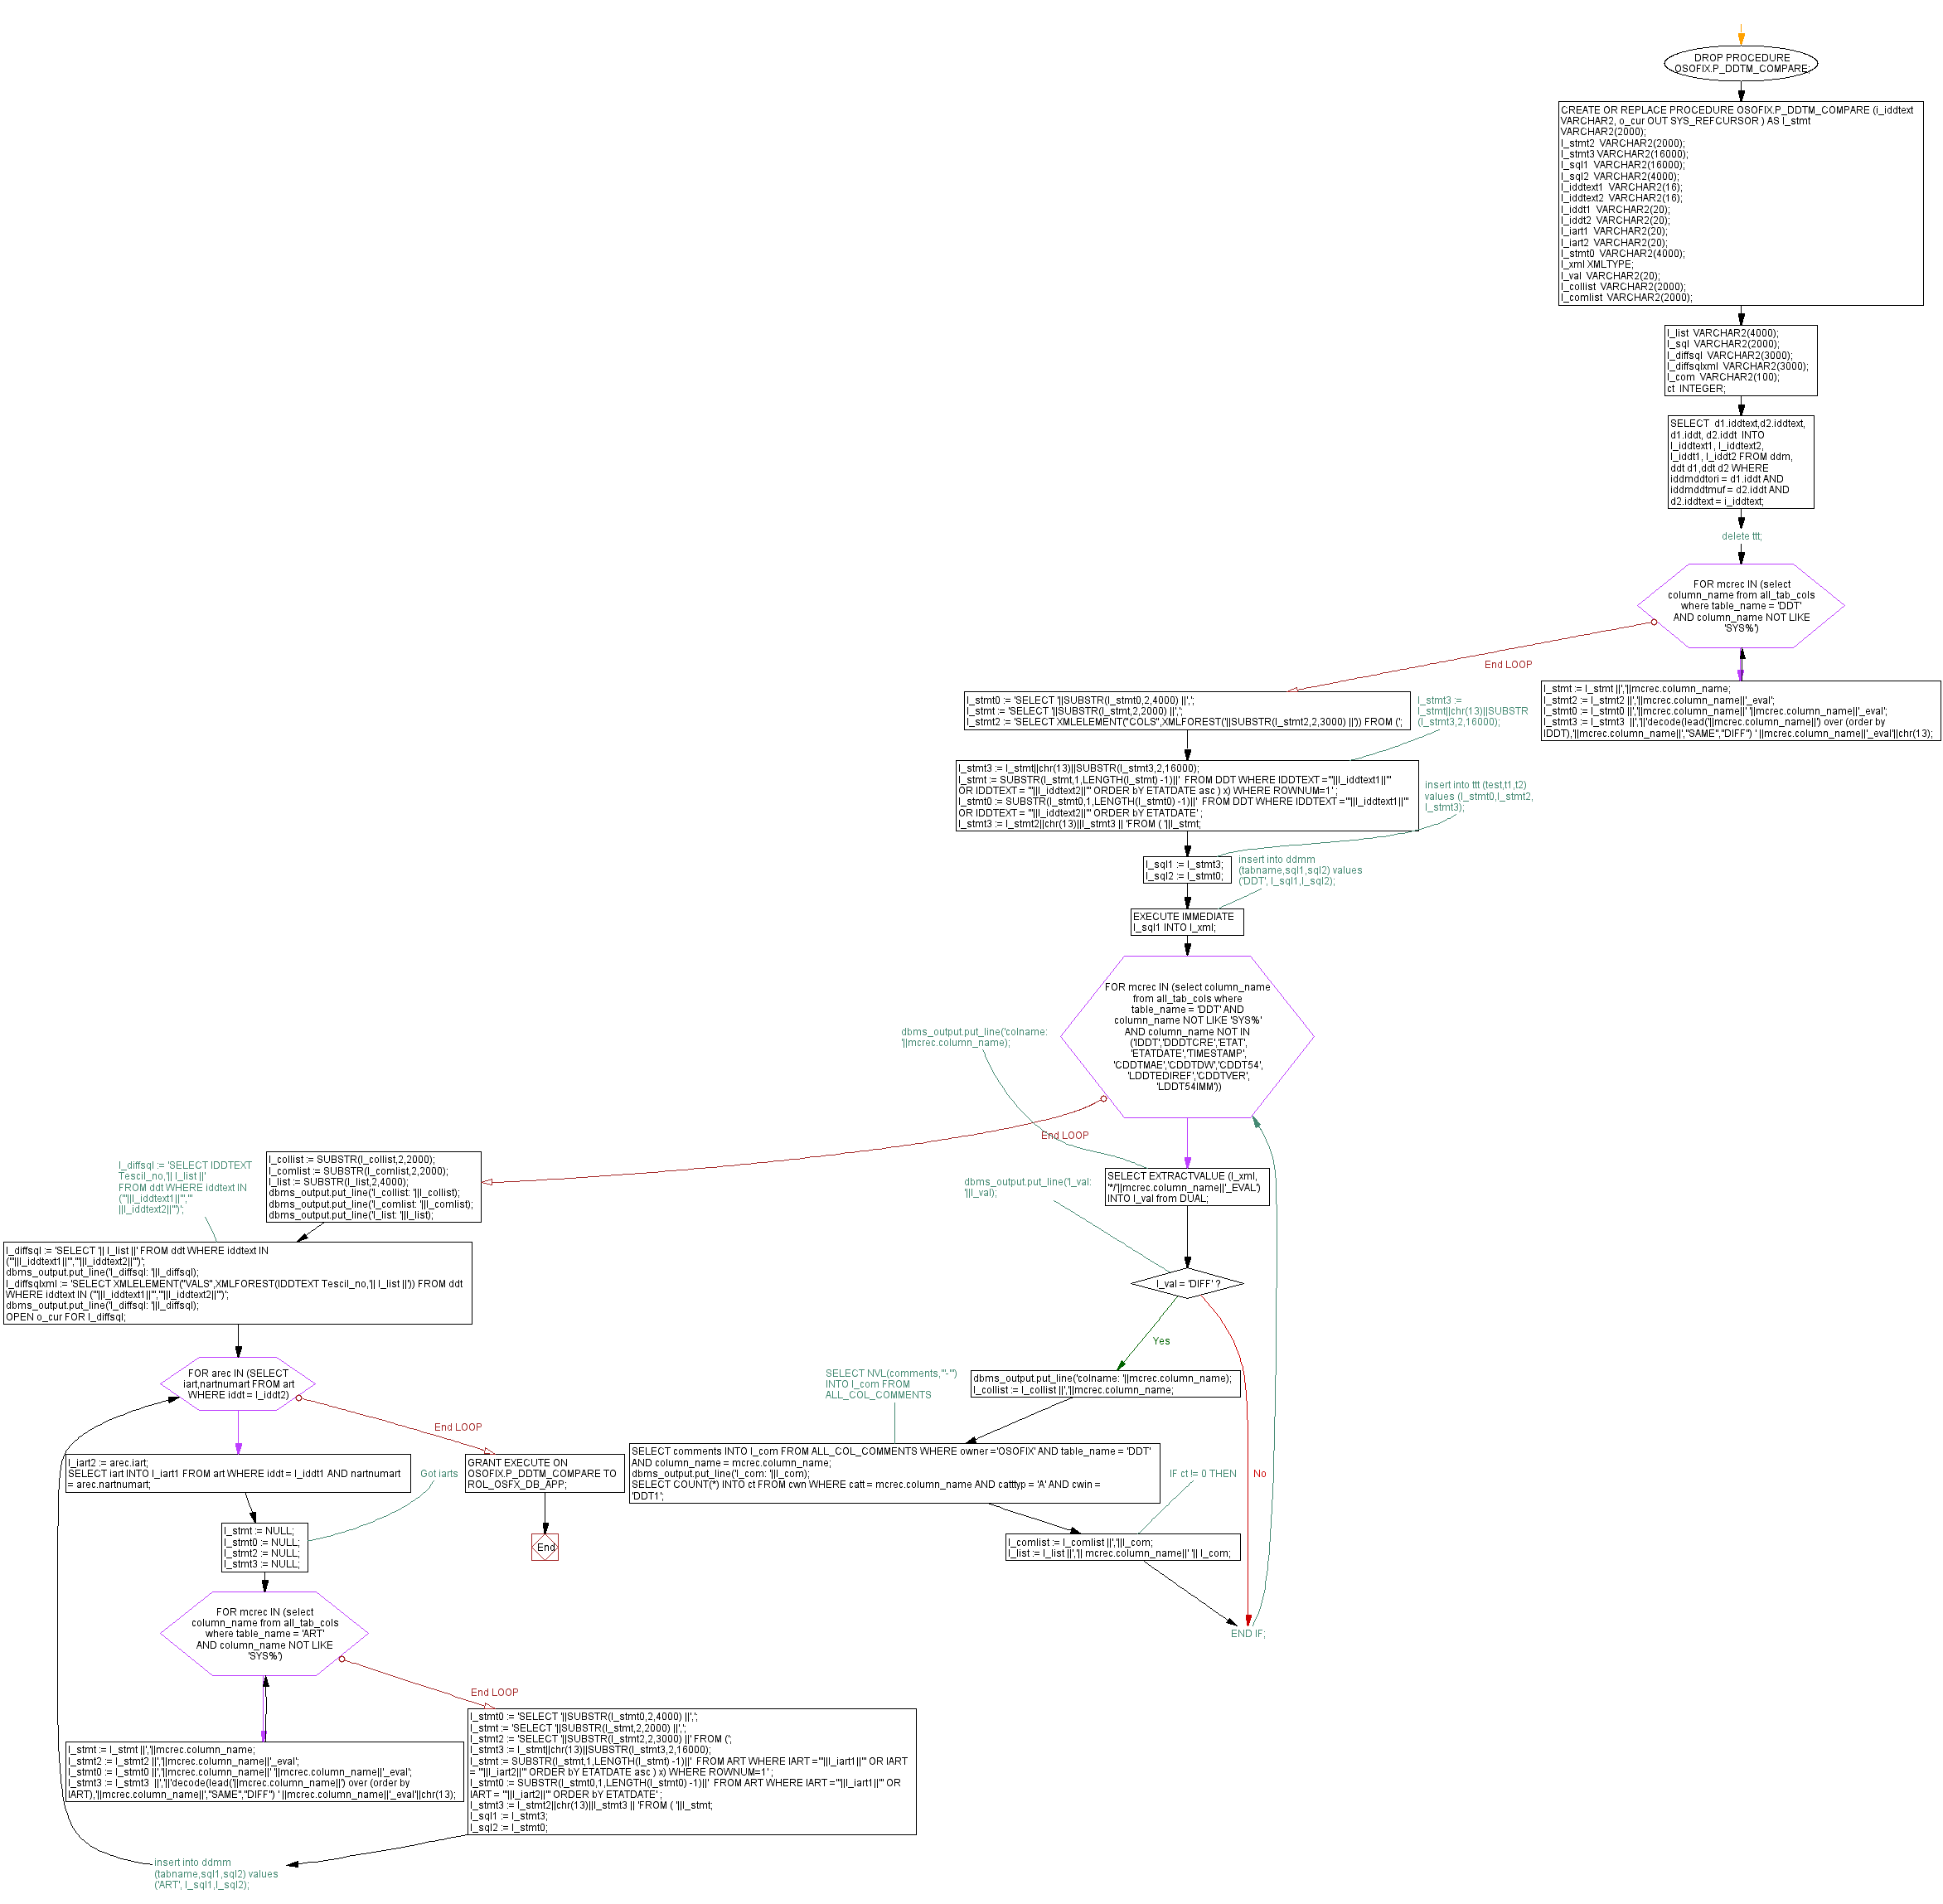 DROP PROCEDURE
OSOFIX.P_DDTM_COMPARE;
CREATE OR REPLACE PROCEDURE OSOFIX.P_DDTM_COMPARE (i_iddtext
VARCHAR2, o_cur OUT SYS_REFCURSOR ) AS l_stmt
VARCHAR2(2000);
l_stmt2  VARCHAR2(2000);
l_stmt3 VARCHAR2(16000);
l_sql1  VARCHAR2(16000);
l_sql2  VARCHAR2(4000);
l_iddtext1  VARCHAR2(16);
l_iddtext2  VARCHAR2(16);
l_iddt1  VARCHAR2(20);
l_iddt2  VARCHAR2(20);
l_iart1  VARCHAR2(20);
l_iart2  VARCHAR2(20);
l_stmt0  VARCHAR2(4000);
l_xml XMLTYPE;
l_val  VARCHAR2(20);
l_collist  VARCHAR2(2000);
l_comlist  VARCHAR2(2000);
l_list  VARCHAR2(4000);
l_sql  VARCHAR2(2000);
l_diffsql  VARCHAR2(3000);
l_diffsqlxml  VARCHAR2(3000);
l_com  VARCHAR2(100);
ct  INTEGER;
SELECT  d1.iddtext,d2.iddtext,
d1.iddt, d2.iddt  INTO
l_iddtext1, l_iddtext2,
l_iddt1, l_iddt2 FROM ddm,
ddt d1,ddt d2 WHERE
iddmddtori = d1.iddt AND
iddmddtmuf = d2.iddt AND
d2.iddtext = i_iddtext;
delete ttt;
FOR mcrec IN (select
column_name from all_tab_cols
where table_name = 'DDT'
AND column_name NOT LIKE
'SYS%')
End LOOP
l_stmt := l_stmt ||','||mcrec.column_name;
l_stmt2 := l_stmt2 ||','||mcrec.column_name||'_eval';
l_stmt0 := l_stmt0 ||','||mcrec.column_name||' '||mcrec.column_name||'_eval';
l_stmt3 := l_stmt3  ||','||'decode(lead('||mcrec.column_name||') over (order by
IDDT),'||mcrec.column_name||',''SAME'',''DIFF'') ' ||mcrec.column_name||'_eval'||chr(13);
l_stmt0 := 'SELECT '||SUBSTR(l_stmt0,2,4000) ||',';
l_stmt := 'SELECT '||SUBSTR(l_stmt,2,2000) ||',';
l_stmt2 := 'SELECT XMLELEMENT("COLS",XMLFOREST('||SUBSTR(l_stmt2,2,3000) ||')) FROM (';
l_stmt3 :=
l_stmt||chr(13)||SUBSTR
(l_stmt3,2,16000);
l_stmt3 := l_stmt||chr(13)||SUBSTR(l_stmt3,2,16000);
l_stmt := SUBSTR(l_stmt,1,LENGTH(l_stmt) -1)||'  FROM DDT WHERE IDDTEXT ='''||l_iddtext1||'''
OR IDDTEXT = '''||l_iddtext2||''' ORDER bY ETATDATE asc ) x) WHERE ROWNUM=1' ;
l_stmt0 := SUBSTR(l_stmt0,1,LENGTH(l_stmt0) -1)||'  FROM DDT WHERE IDDTEXT ='''||l_iddtext1||'''
OR IDDTEXT = '''||l_iddtext2||''' ORDER bY ETATDATE' ;
l_stmt3 := l_stmt2||chr(13)||l_stmt3 || 'FROM ( '||l_stmt;
insert into ttt (test,t1,t2)
values (l_stmt0,l_stmt2,
l_stmt3);
l_sql1 := l_stmt3;
l_sql2 := l_stmt0;
insert into ddmm
(tabname,sql1,sql2) values
('DDT', l_sql1,l_sql2);
EXECUTE IMMEDIATE
l_sql1 INTO l_xml;
FOR mcrec IN (select column_name
from all_tab_cols where
table_name = 'DDT' AND
column_name NOT LIKE 'SYS%'
AND column_name NOT IN
('IDDT','DDDTCRE','ETAT',
'ETATDATE','TIMESTAMP',
'CDDTMAE','CDDTDW','CDDT54',
'LDDTEDIREF','CDDTVER',
'LDDT54IMM'))
dbms_output.put_line('colname:
'||mcrec.column_name);
End LOOP
SELECT EXTRACTVALUE (l_xml,
'*/'||mcrec.column_name||'_EVAL')
INTO l_val from DUAL;
dbms_output.put_line('l_val:
'||l_val);
l_val = 'DIFF' ?
Yes
No
dbms_output.put_line('colname: '||mcrec.column_name);
l_collist := l_collist ||','||mcrec.column_name;
SELECT NVL(comments,'''-''')
INTO l_com FROM
ALL_COL_COMMENTS
SELECT comments INTO l_com FROM ALL_COL_COMMENTS WHERE owner ='OSOFIX' AND table_name = 'DDT'
AND column_name = mcrec.column_name;
dbms_output.put_line('l_com: '||l_com);
SELECT COUNT(*) INTO ct FROM cwn WHERE catt = mcrec.column_name AND catttyp = 'A' AND cwin =
'DDT1';
IF ct != 0 THEN
l_comlist := l_comlist ||','||l_com;
l_list := l_list ||','|| mcrec.column_name||' '|| l_com;
END IF;
l_collist := SUBSTR(l_collist,2,2000);
l_comlist := SUBSTR(l_comlist,2,2000);
l_list := SUBSTR(l_list,2,4000);
dbms_output.put_line('l_collist: '||l_collist);
dbms_output.put_line('l_comlist: '||l_comlist);
dbms_output.put_line('l_list: '||l_list);
l_diffsql := 'SELECT IDDTEXT
Tescil_no,'|| l_list ||'
FROM ddt WHERE iddtext IN
('''||l_iddtext1||''','''
||l_iddtext2||''')';
l_diffsql := 'SELECT '|| l_list ||' FROM ddt WHERE iddtext IN
('''||l_iddtext1||''','''||l_iddtext2||''')';
dbms_output.put_line('l_diffsql: '||l_diffsql);
l_diffsqlxml := 'SELECT XMLELEMENT("VALS",XMLFOREST(IDDTEXT Tescil_no,'|| l_list ||')) FROM ddt
WHERE iddtext IN ('''||l_iddtext1||''','''||l_iddtext2||''')';
dbms_output.put_line('l_diffsql: '||l_diffsql);
OPEN o_cur FOR l_diffsql;
FOR arec IN (SELECT
iart,nartnumart FROM art
WHERE iddt = l_iddt2)
End LOOP
l_iart2 := arec.iart;
SELECT iart INTO l_iart1 FROM art WHERE iddt = l_iddt1 AND nartnumart
= arec.nartnumart;
Got iarts
GRANT EXECUTE ON
OSOFIX.P_DDTM_COMPARE TO
ROL_OSFX_DB_APP;
End
l_stmt := NULL;
l_stmt0 := NULL;
l_stmt2 := NULL;
l_stmt3 := NULL;
FOR mcrec IN (select
column_name from all_tab_cols
where table_name = 'ART'
AND column_name NOT LIKE
'SYS%')
End LOOP
l_stmt := l_stmt ||','||mcrec.column_name;
l_stmt2 := l_stmt2 ||','||mcrec.column_name||'_eval';
l_stmt0 := l_stmt0 ||','||mcrec.column_name||' '||mcrec.column_name||'_eval';
l_stmt3 := l_stmt3  ||','||'decode(lead('||mcrec.column_name||') over (order by
IART),'||mcrec.column_name||',''SAME'',''DIFF'') ' ||mcrec.column_name||'_eval'||chr(13);
l_stmt0 := 'SELECT '||SUBSTR(l_stmt0,2,4000) ||',';
l_stmt := 'SELECT '||SUBSTR(l_stmt,2,2000) ||',';
l_stmt2 := 'SELECT '||SUBSTR(l_stmt2,2,3000) ||' FROM (';
l_stmt3 := l_stmt||chr(13)||SUBSTR(l_stmt3,2,16000);
l_stmt := SUBSTR(l_stmt,1,LENGTH(l_stmt) -1)||'  FROM ART WHERE IART ='''||l_iart1||''' OR IART
= '''||l_iart2||''' ORDER bY ETATDATE asc ) x) WHERE ROWNUM=1' ;
l_stmt0 := SUBSTR(l_stmt0,1,LENGTH(l_stmt0) -1)||'  FROM ART WHERE IART ='''||l_iart1||''' OR
IART = '''||l_iart2||''' ORDER bY ETATDATE' ;
l_stmt3 := l_stmt2||chr(13)||l_stmt3 || 'FROM ( '||l_stmt;
l_sql1 := l_stmt3;
l_sql2 := l_stmt0;
insert into ddmm
(tabname,sql1,sql2) values
('ART', l_sql1,l_sql2);